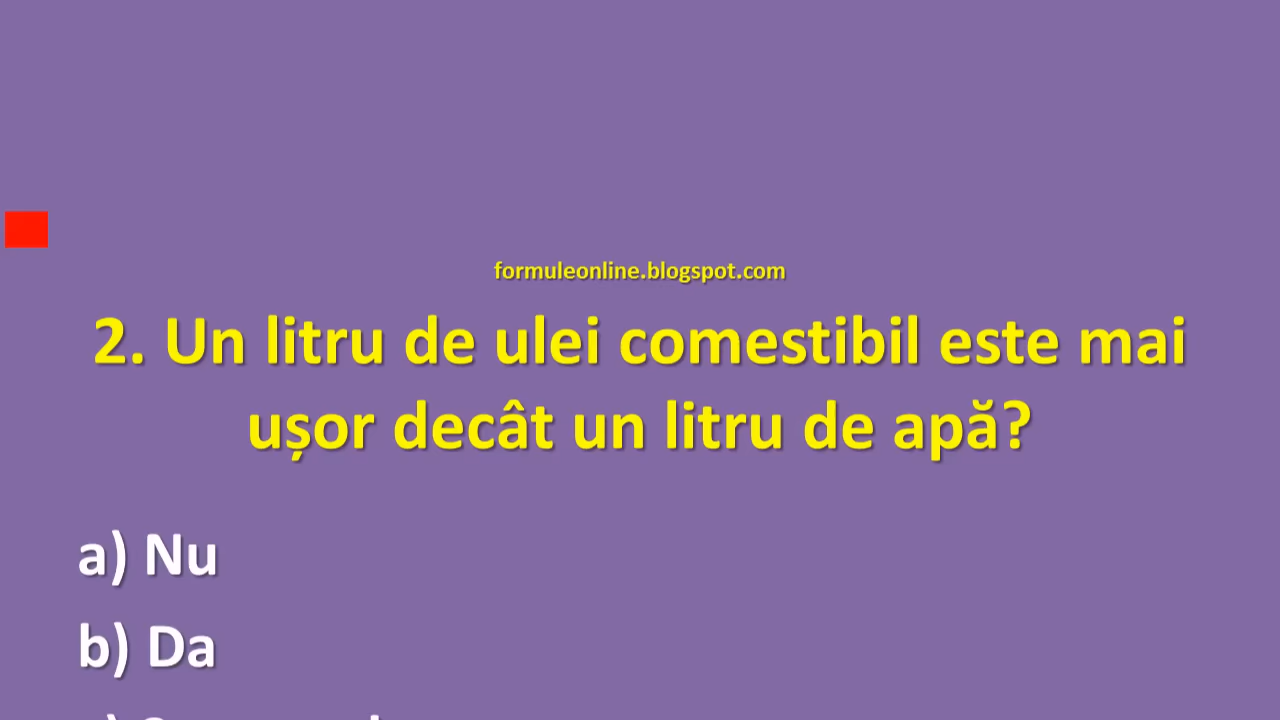 formuleonline.blogspot.com
2. Un litru de ulei comestibil este mai
ușor decât un litru de apă?
a) Nu
b) Da